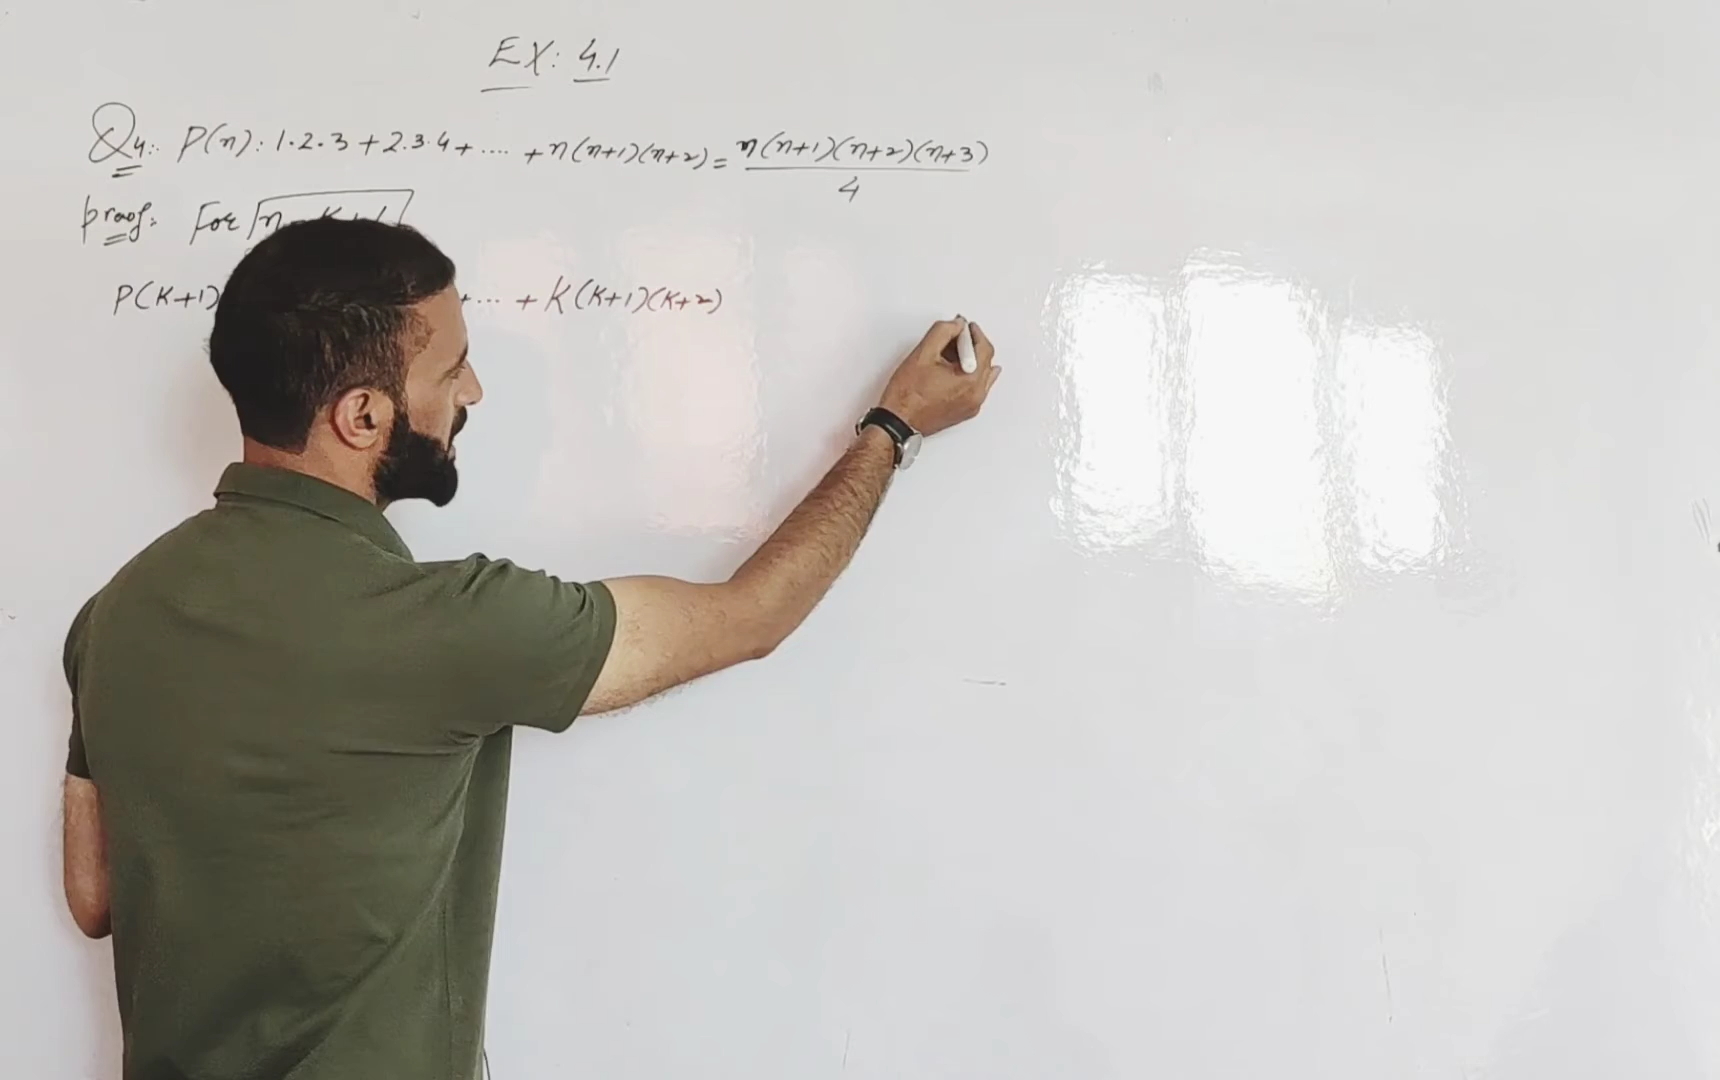 EX: 4.1
Q4:. P(n): 1.2.3 + 2.3.4 + .... + n(n+1)(n+2) = n(n+1)(n+2)(n+3) / 4
proof: For n = K+1
P(K+1) +... + K(K+1)(K+2)